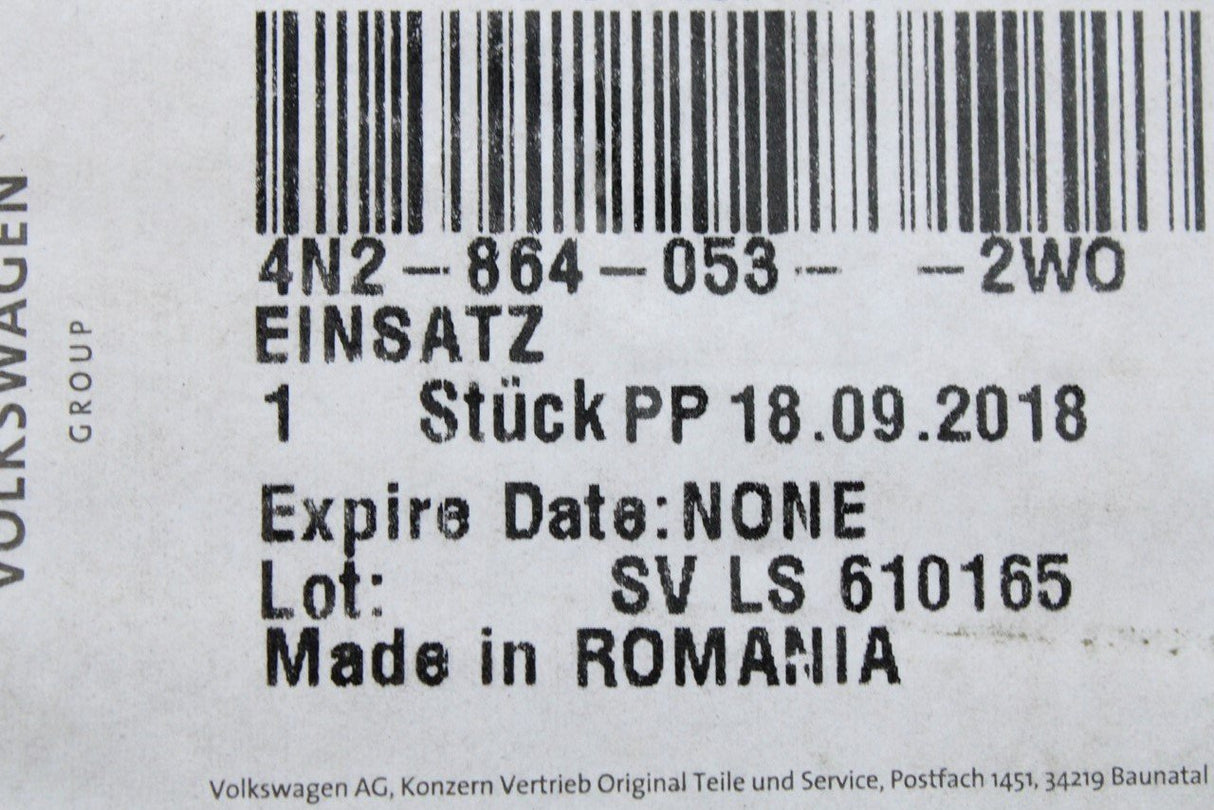 VOLKSWAGEN
GROUP
4N2-864-053-  -2WO
EINSATZ
1 Stück PP 18.09.2018
Expire Date:NONE
Lot: SV LS 610165
Made in ROMANIA
Volkswagen AG, Konzern Vertrieb Original Teile und Service, Postfach 1451, 34219 Baunatal